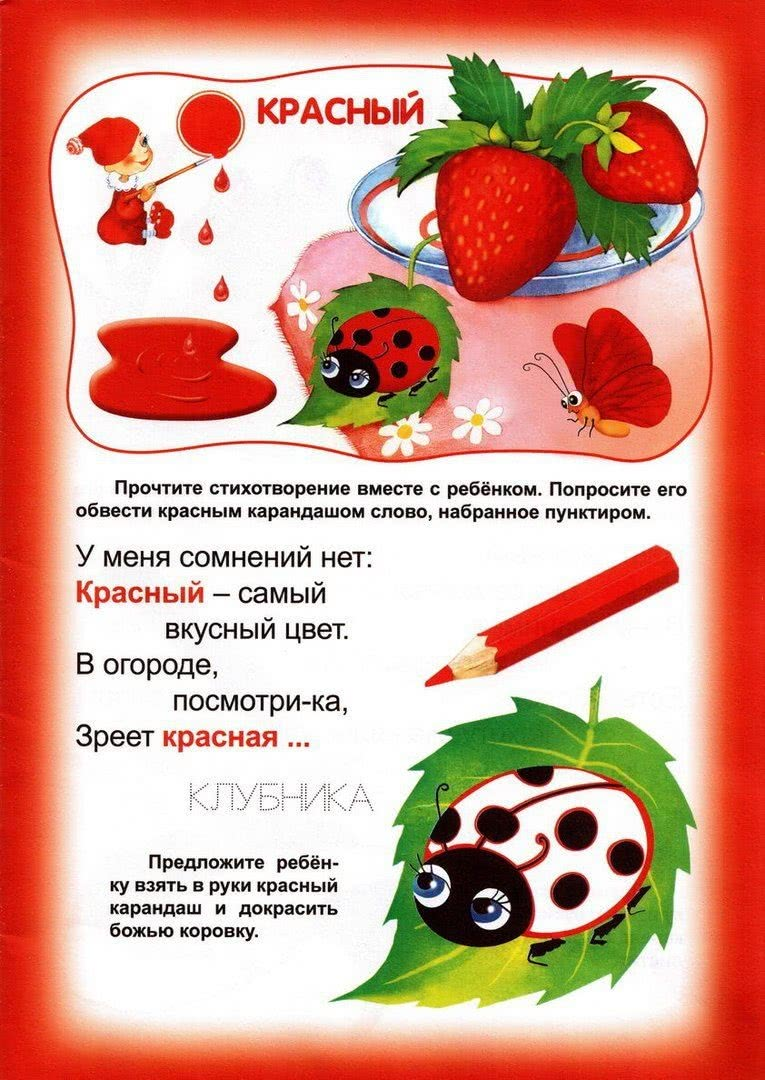 КРАСНЫЙ
Прочтите стихотворение вместе с ребёнком. Попросите его
обвести красным карандашом слово, набранное пунктиром.
У меня сомнений нет:
Красный – самый
вкусный цвет.
В огороде,
посмотри-ка,
Зреет красная ...
КЛУБНИКА
Предложите ребён-
ку взять в руки красный
карандаш и докрасить
божью коровку.